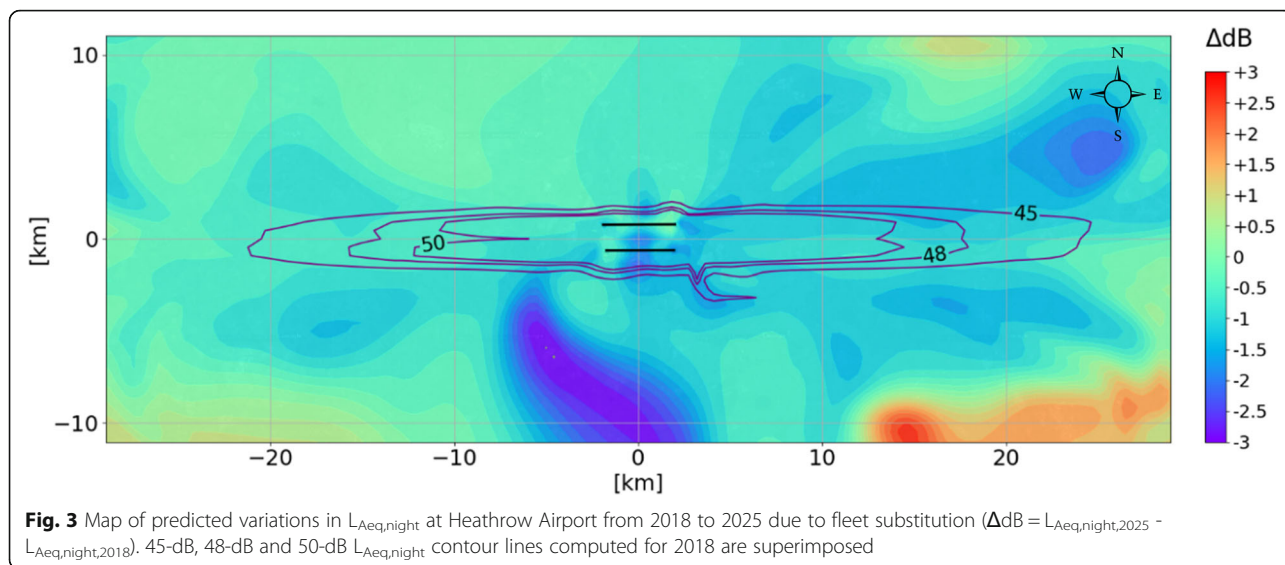 ΔdB
10
N
W E
S
+3
+2.5
+2
+1.5
+1
+0.5
0
-0.5
-1
-1.5
-2
-2.5
-3
[km]
0
-10
45
50
48
-20 -10 0 10 20
[km]
Fig. 3 Map of predicted variations in LAeq,night at Heathrow Airport from 2018 to 2025 due to fleet substitution (ΔdB = LAeq,night,2025 -
LAeq,night,2018). 45-dB, 48-dB and 50-dB LAeq,night contour lines computed for 2018 are superimposed